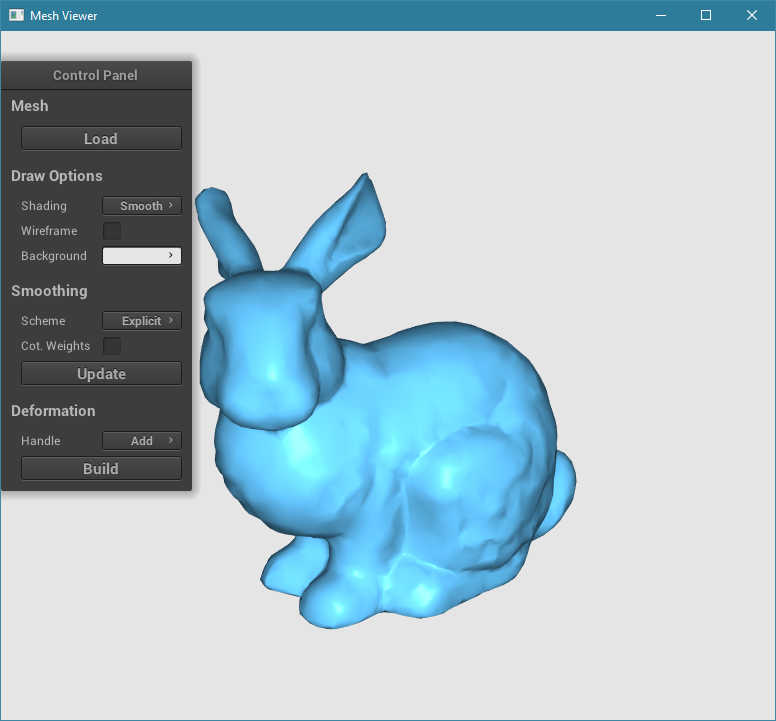 Mesh Viewer
Control Panel
Mesh
Load
Draw Options
Shading Smooth ›
Wireframe
Background ›
Smoothing
Scheme Explicit ›
Cot. Weights
Update
Deformation
Handle Add ›
Build